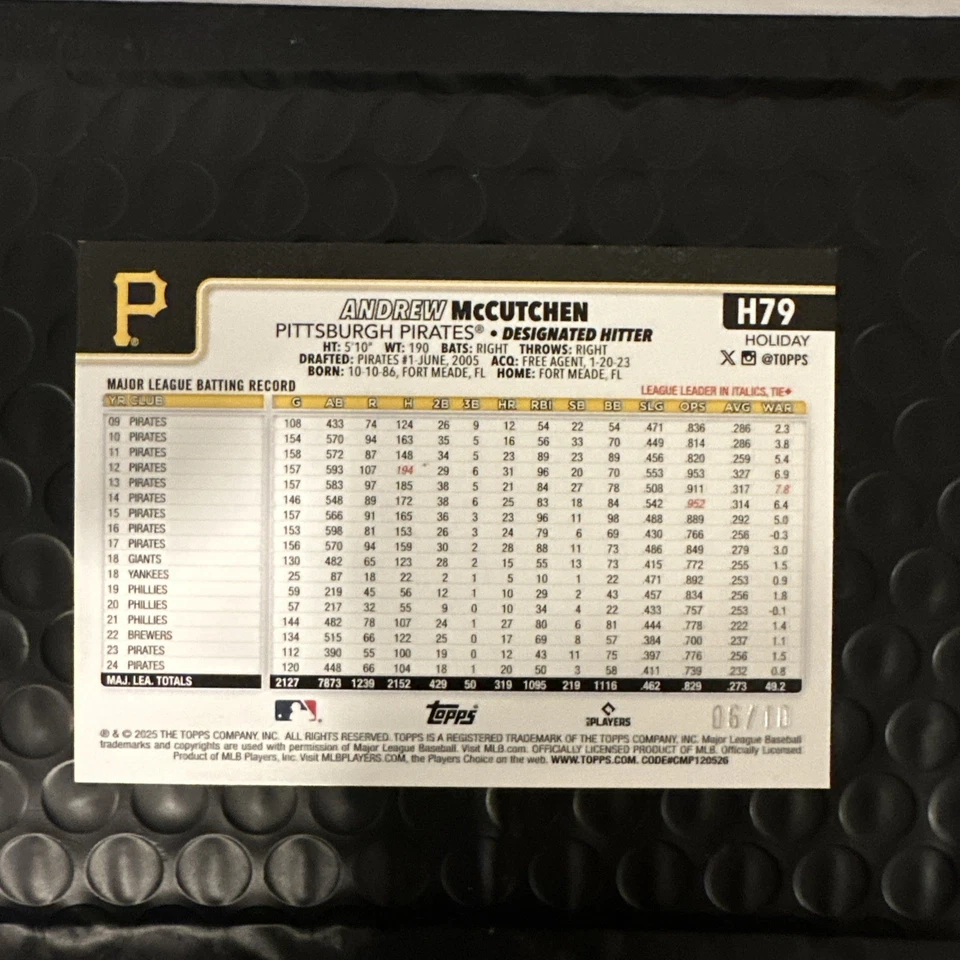 P
ANDREW McCUTCHEN
H79
PITTSBURGH PIRATES® • DESIGNATED HITTER
HOLIDAY
HT: 5'10" WT: 190 BATS: RIGHT THROWS: RIGHT
X @TOPPS
DRAFTED: PIRATES #1-JUNE, 2005 ACQ: FREE AGENT, 1-20-23
BORN: 10-10-86, FORT MEADE, FL HOME: FORT MEADE, FL
MAJOR LEAGUE BATTING RECORD
LEAGUE LEADER IN ITALICS, TIE♦
YR CLUB G AB R H 2B 3B HR RBI SB BB SLG OPS AVG WAR
09 PIRATES 108 433 74 124 26 9 12 54 22 54 .471 .836 .286 2.3
10 PIRATES 154 570 94 163 35 5 16 56 33 70 .449 .814 .286 3.8
11 PIRATES 158 572 87 148 34 5 23 89 23 89 .456 .820 .259 5.4
12 PIRATES 157 593 107 194 29 6 31 96 20 70 .553 .953 .327 6.9
13 PIRATES 157 583 97 185 38 5 21 84 27 78 .508 .911 .317 7.8
14 PIRATES 146 548 89 172 38 6 25 83 18 84 .542 .952 .314 6.4
15 PIRATES 157 566 91 165 36 3 23 96 11 98 .488 .889 .292 5.0
16 PIRATES 153 598 81 153 26 3 24 79 6 69 .430 .766 .256 -0.3
17 PIRATES 156 570 94 159 30 2 28 88 11 73 .486 .849 .279 3.0
18 GIANTS 130 482 65 123 28 2 15 55 13 73 .415 .772 .255 1.5
18 YANKEES 25 87 18 22 2 1 5 10 1 22 .471 .892 .253 0.9
19 PHILLIES 59 219 45 56 12 1 10 29 2 43 .457 .834 .256 1.8
20 PHILLIES 57 217 32 55 9 0 10 34 4 22 .433 .757 .253 -0.1
21 PHILLIES 144 482 78 107 24 1 27 80 6 81 .444 .778 .222 1.4
22 BREWERS 134 515 66 122 25 0 17 69 8 57 .384 .700 .237 1.1
23 PIRATES 112 390 55 100 19 0 12 43 11 75 .397 .776 .256 1.5
24 PIRATES 120 448 66 104 18 1 20 50 3 58 .411 .739 .232 0.8
MAJ. LEA. TOTALS 2127 7873 1239 2152 429 50 319 1095 219 1116 .462 .829 .273 49.2
Topps
PLAYERS
06/10
® & © 2025 THE TOPPS COMPANY, INC. ALL RIGHTS RESERVED. TOPPS IS A REGISTERED TRADEMARK OF THE TOPPS COMPANY, INC. Major League Baseball
trademarks and copyrights are used with permission of Major League Baseball. Visit MLB.com. OFFICIALLY LICENSED PRODUCT OF MLB. Officially Licensed
Product of MLB Players, Inc. Visit MLBPLAYERS.COM, the Players Choice on the web. WWW.TOPPS.COM. CODE#CMP120526